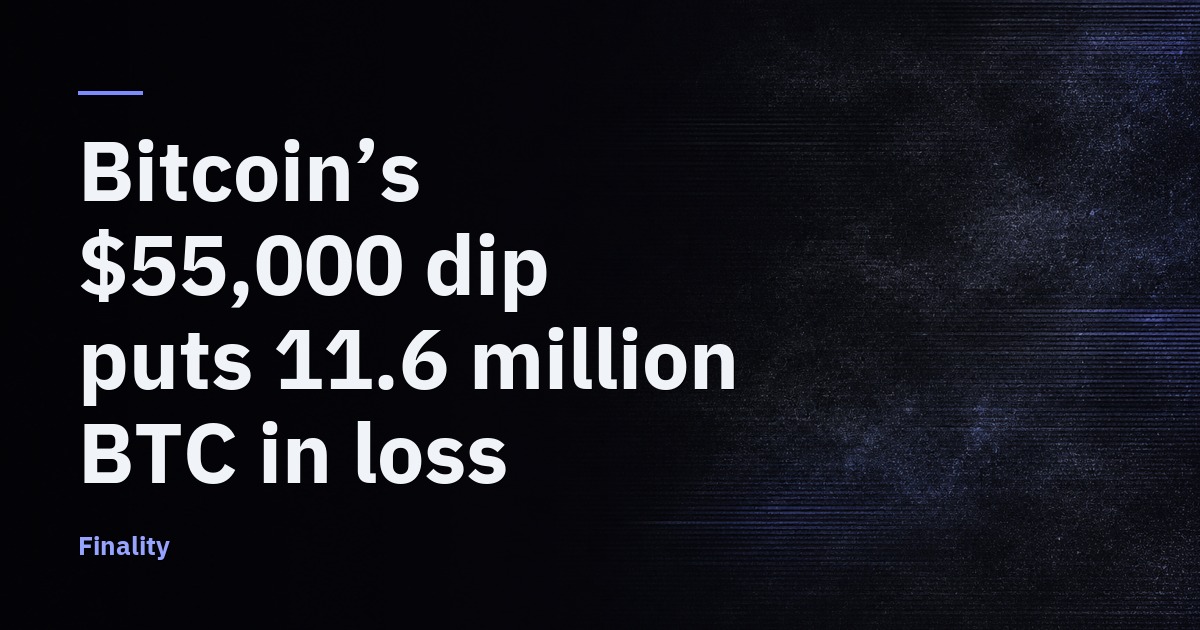 Bitcoin’s
$55,000 dip
puts 11.6 million
BTC in loss
Finality